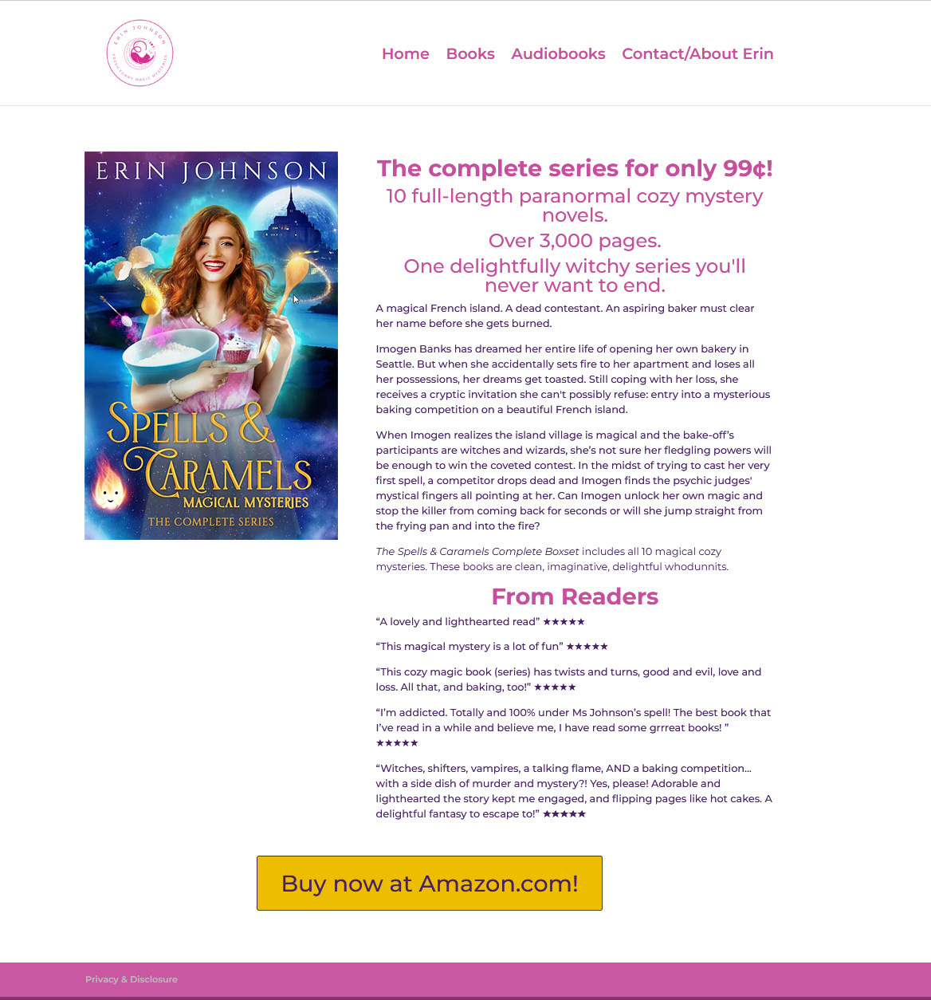 ERIN JOHNSON
FRESH, FUNNY MAGIC MYSTERIES
Home Books Audiobooks Contact/About Erin
ERIN JOHNSON
SPELLS &
CARAMELS
MAGICAL MYSTERIES
THE COMPLETE SERIES
The complete series for only 99¢!
10 full-length paranormal cozy mystery
novels.
Over 3,000 pages.
One delightfully witchy series you'll
never want to end.
A magical French island. A dead contestant. An aspiring baker must clear
her name before she gets burned.
Imogen Banks has dreamed her entire life of opening her own bakery in
Seattle. But when she accidentally sets fire to her apartment and loses all
her possessions, her dreams get toasted. Still coping with her loss, she
receives a cryptic invitation she can't possibly refuse: entry into a mysterious
baking competition on a beautiful French island.
When Imogen realizes the island village is magical and the bake-off’s
participants are witches and wizards, she’s not sure her fledgling powers will
be enough to win the coveted contest. In the midst of trying to cast her very
first spell, a competitor drops dead and Imogen finds the psychic judges'
mystical fingers all pointing at her. Can Imogen unlock her own magic and
stop the killer from coming back for seconds or will she jump straight from
the frying pan and into the fire?
The Spells & Caramels Complete Boxset includes all 10 magical cozy
mysteries. These books are clean, imaginative, delightful whodunnits.
From Readers
“A lovely and lighthearted read” ★★★★★
“This magical mystery is a lot of fun” ★★★★★
“This cozy magic book (series) has twists and turns, good and evil, love and
loss. All that, and baking, too!” ★★★★★
“I’m addicted. Totally and 100% under Ms Johnson’s spell! The best book that
I’ve read in a while and believe me, I have read some grrreat books! ”
★★★★★
“Witches, shifters, vampires, a talking flame, AND a baking competition…
with a side dish of murder and mystery?! Yes, please! Adorable and
lighthearted the story kept me engaged, and flipping pages like hot cakes. A
delightful fantasy to escape to!” ★★★★★
Buy now at Amazon.com!
Privacy & Disclosure